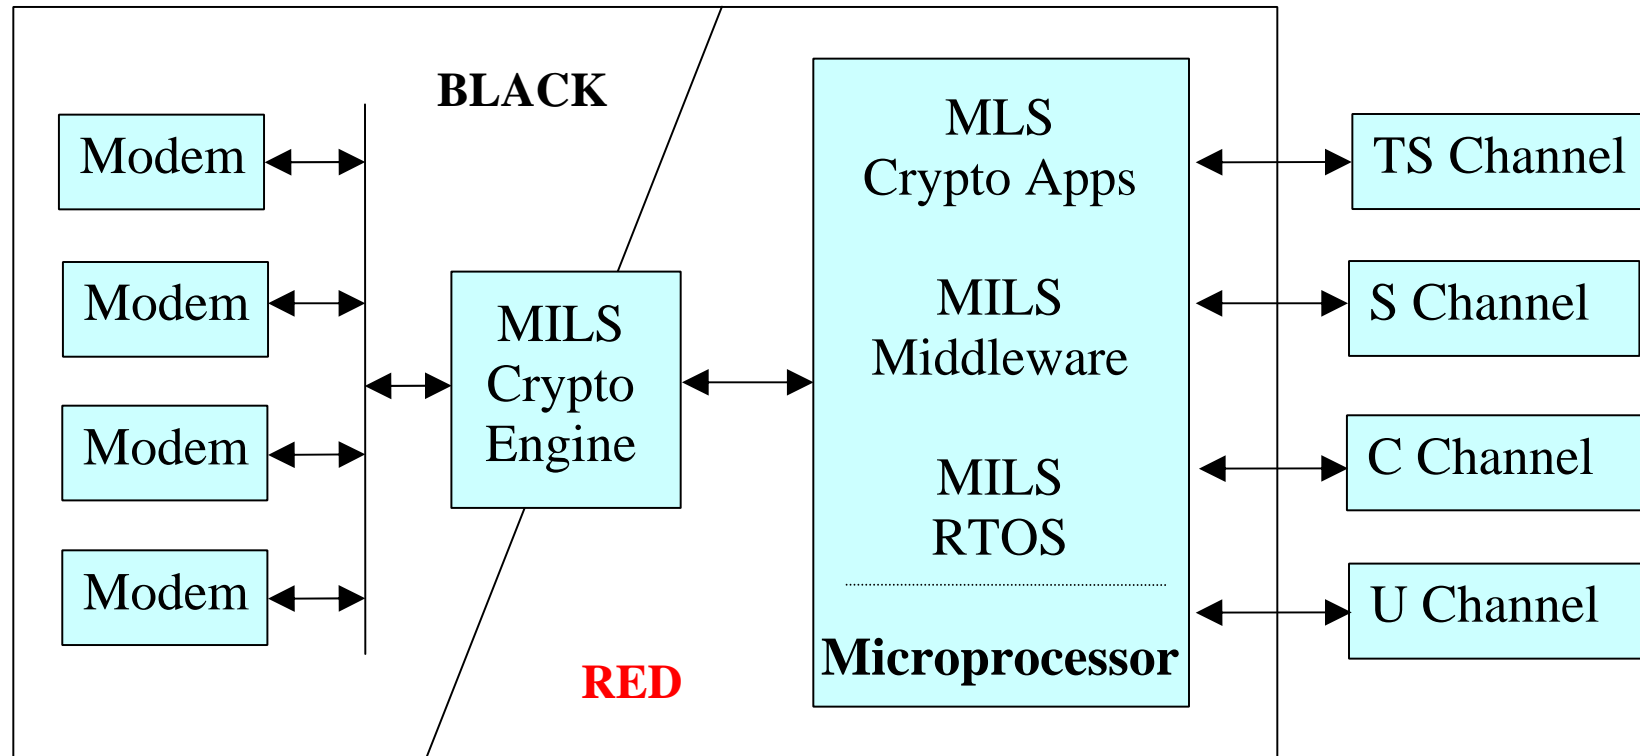 BLACK
Modem
Modem
Modem
Modem
MILS
Crypto
Engine
RED
MLS
Crypto Apps
MILS
Middleware
MILS
RTOS
Microprocessor
TS Channel
S Channel
C Channel
U Channel